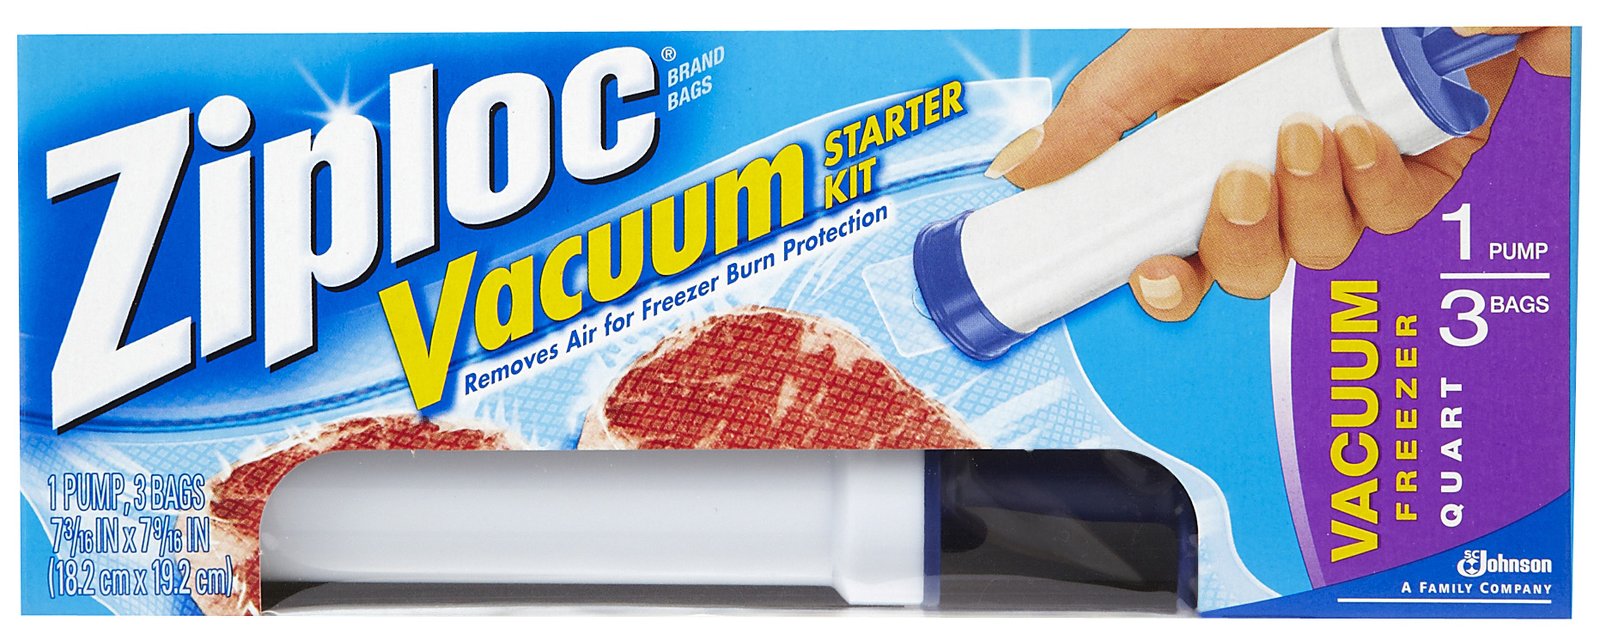 Ziploc®
BRAND
BAGS
Vacuum
STARTER
KIT
Removes Air for Freezer Burn Protection
1 PUMP, 3 BAGS
7 3/16 IN x 7 9/16 IN
(18.2 cm x 19.2 cm)
1 PUMP
3 BAGS
QUART
VACUUM
FREEZER
SC Johnson
A FAMILY COMPANY